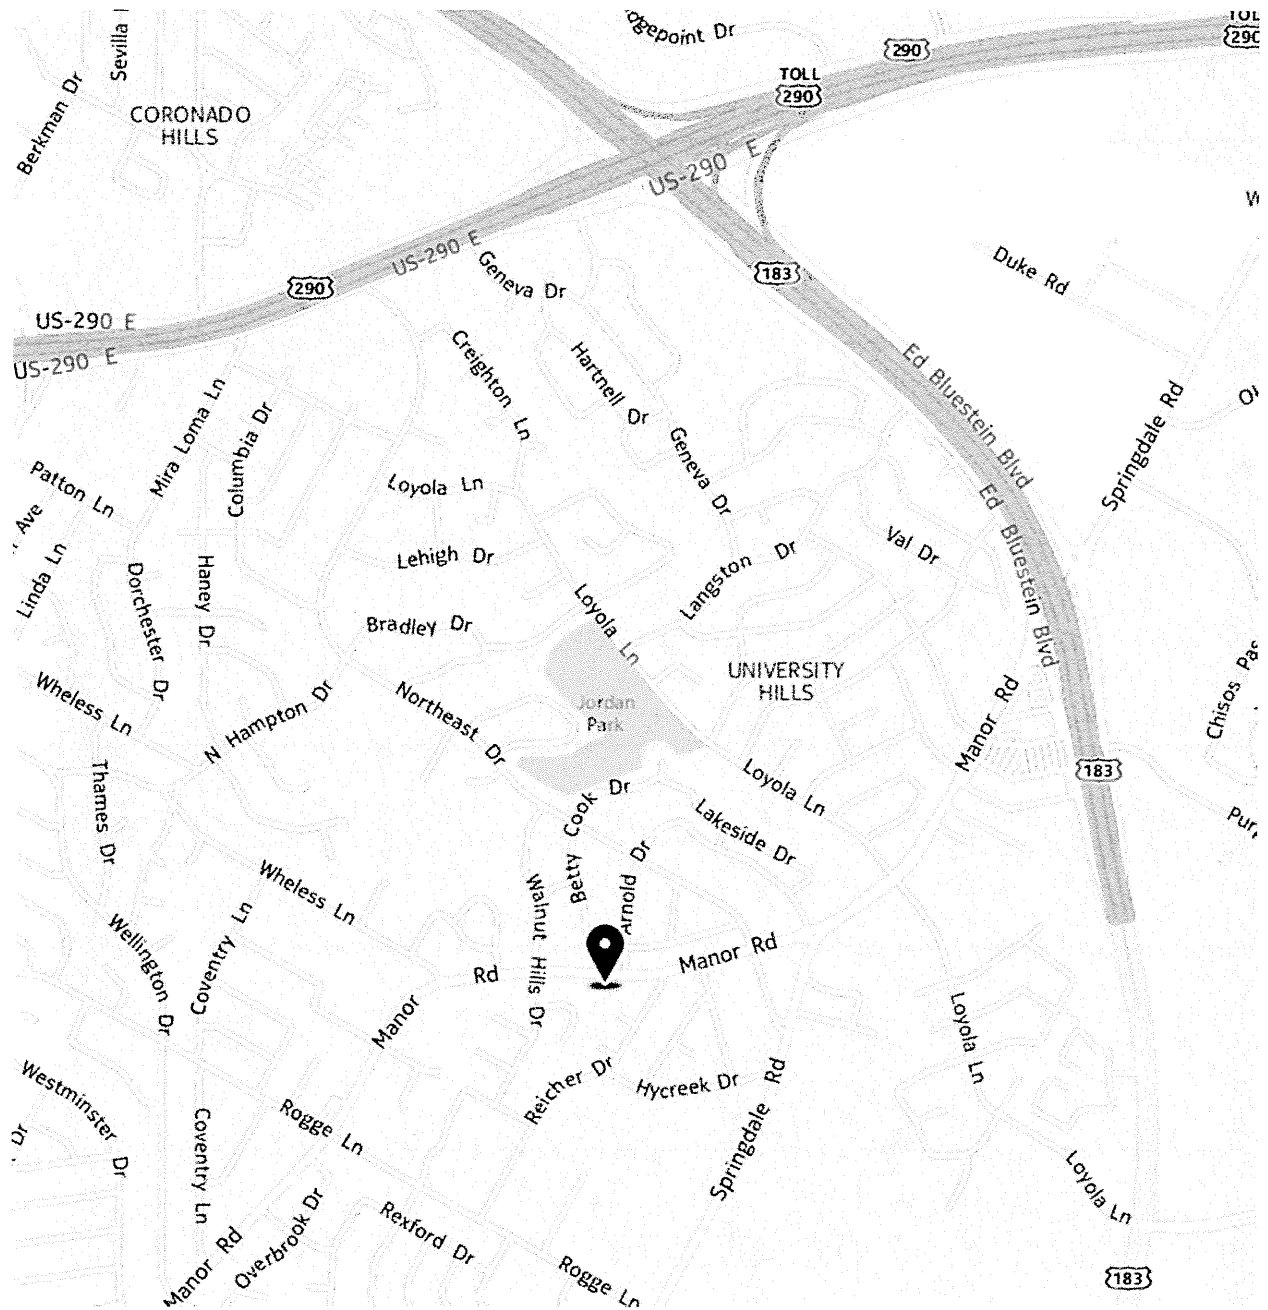 Sevilla
Berkman Dr
CORONADO
HILLS
dgepoint Dr
290
TOLL
290
TOL
290
US-290 E
US-290 E
290
US-290 E
US-290 E
183
Geneva Dr
Duke Rd
Creighton Ln
Hartnell Dr
Ed Bluestein Blvd
Springdale Rd
Mira Loma Ln
Columbia Dr
Patton Ln
Loyola Ln
Geneva Dr
Ed Bluestein Blvd
Ave
Linda Ln
Dorchester Dr
Haney Dr
Lehigh Dr
Langston Dr
Val Dr
Bradley Dr
Loyola Ln
UNIVERSITY
HILLS
Wheless Ln
N Hampton Dr
Northeast Dr
Jordan
Park
Manor Rd
Chisos Pas
Thames Dr
Betty Cook Dr
Loyola Ln
183
Lakeside Dr
Pur
Wheless Ln
Arnold Dr
Walnut Hills Dr
Wellington Dr
Coventry Ln
Manor Rd
Manor Rd
Loyola Ln
Westminster Dr
Reicher Dr
Hycreek Dr
Springdale Rd
Dr
Coventry Ln
Rogge Ln
Loyola Ln
Manor Rd
Overbrook Dr
Rexford Dr
Rogge Ln
183